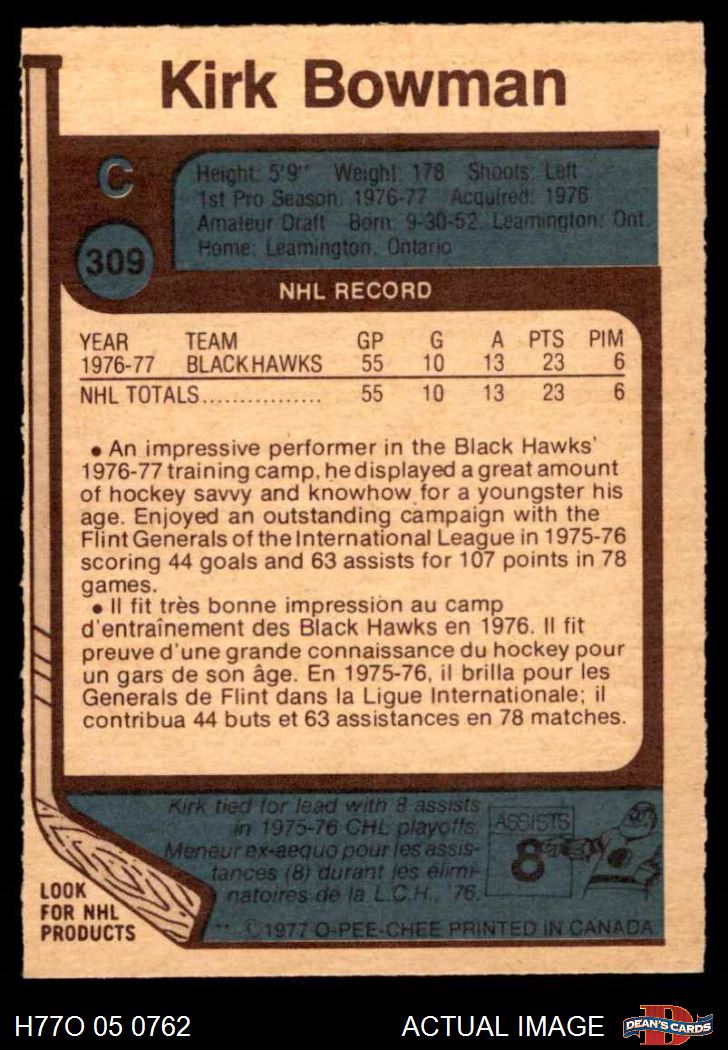 Kirk Bowman
C
309
Height: 5'9" Weight: 178 Shoots: Left
1st Pro Season: 1976-77 Acquired: 1976
Amateur Draft Born: 9-30-52, Leamington, Ont.
Home: Leamington, Ontario
NHL RECORD
YEAR TEAM GP G A PTS PIM
1976-77 BLACK HAWKS 55 10 13 23 6
NHL TOTALS................ 55 10 13 23 6
• An impressive performer in the Black Hawks'
1976-77 training camp, he displayed a great amount
of hockey savvy and knowhow for a youngster his
age. Enjoyed an outstanding campaign with the
Flint Generals of the International League in 1975-76
scoring 44 goals and 63 assists for 107 points in 78
games.
• Il fit très bonne impression au camp
d'entraînement des Black Hawks en 1976. Il fit
preuve d'une grande connaissance du hockey pour
un gars de son âge. En 1975-76, il brilla pour les
Generals de Flint dans la Ligue Internationale; il
contribua 44 buts et 63 assistances en 78 matches.
Kirk tied for lead with 8 assists
in 1975-76 CHL playoffs.
Meneur ex-aequo pour les assis-
tances (8) durant les élimi-
natoires de la L.C.H., '76.
ASSISTS
8
LOOK
FOR NHL
PRODUCTS
** ©1977 O-PEE-CHEE PRINTED IN CANADA
H77O 05 0762
ACTUAL IMAGE
D
DEAN'S CARDS